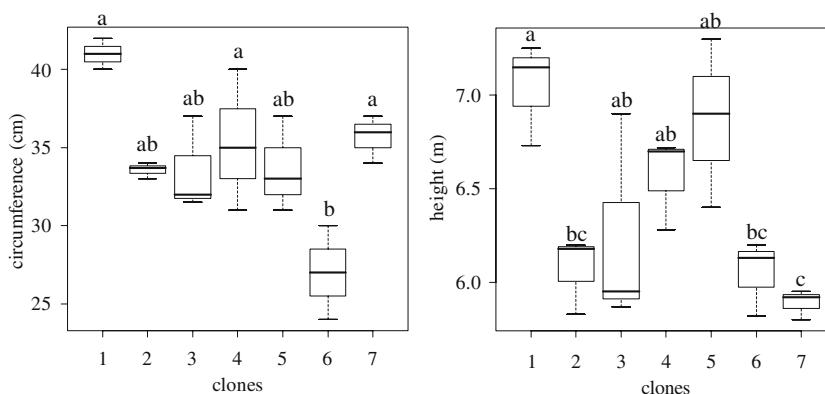 circumference (cm)
40
35
30
25
a
ab
ab
a
ab
b
a
1 2 3 4 5 6 7
clones
height (m)
7.0
6.5
6.0
a
bc
ab
ab
ab
bc
c
1 2 3 4 5 6 7
clones